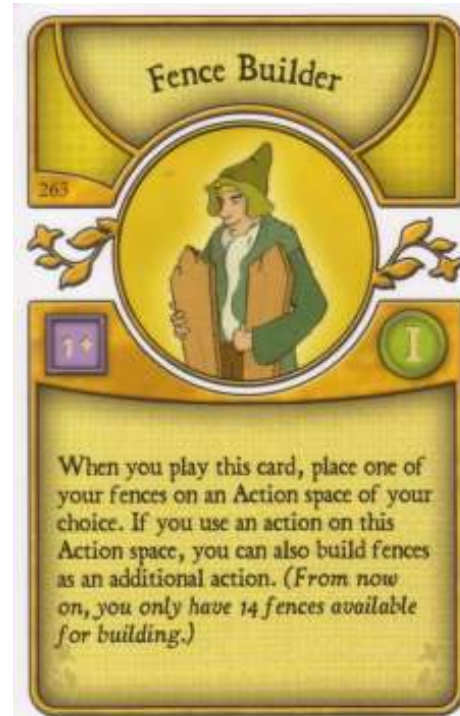 Fence Builder
263
1+
I
When you play this card, place one of
your fences on an Action space of your
choice. If you use an action on this
Action space, you can also build fences
as an additional action. (From now
on, you only have 14 fences available
for building.)